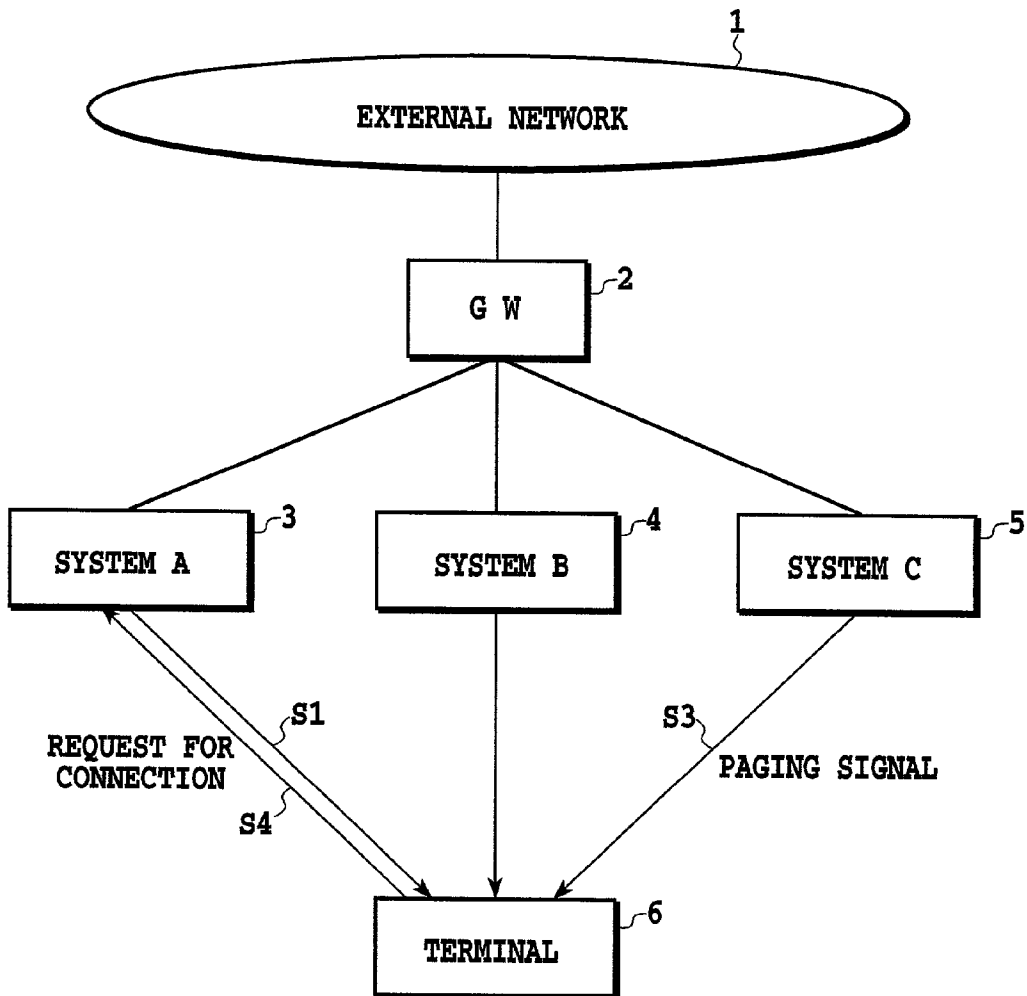 1
EXTERNAL NETWORK
2
G W
3
SYSTEM A
4
SYSTEM B
5
SYSTEM C
S1
REQUEST FOR
CONNECTION
S4
S3
PAGING SIGNAL
6
TERMINAL